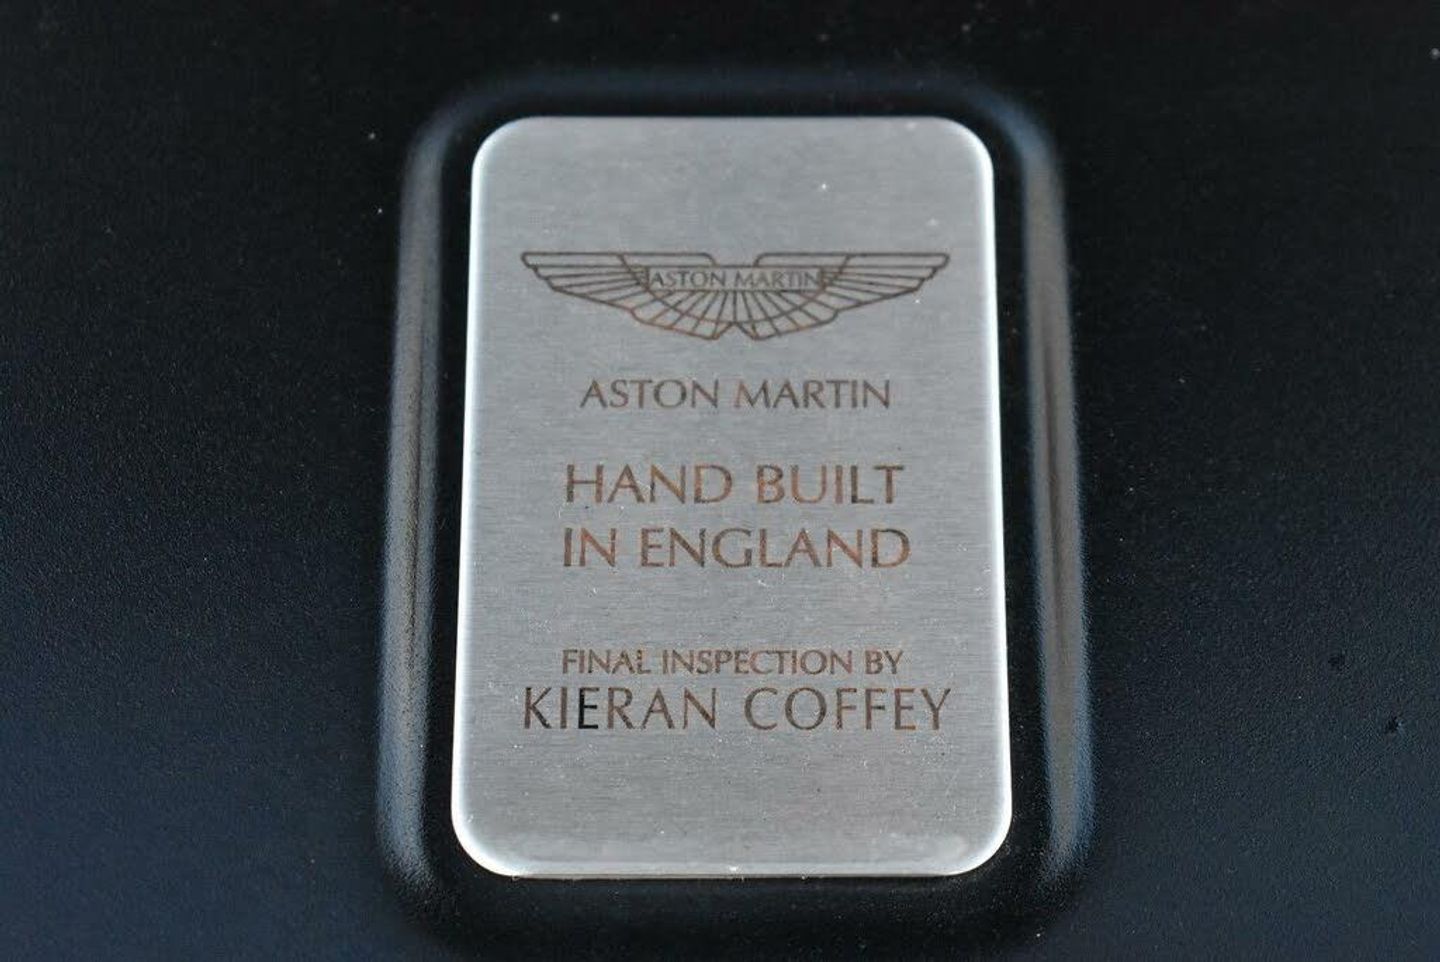 ASTON MARTIN
ASTON MARTIN
HAND BUILT
IN ENGLAND
FINAL INSPECTION BY
KIERAN COFFEY